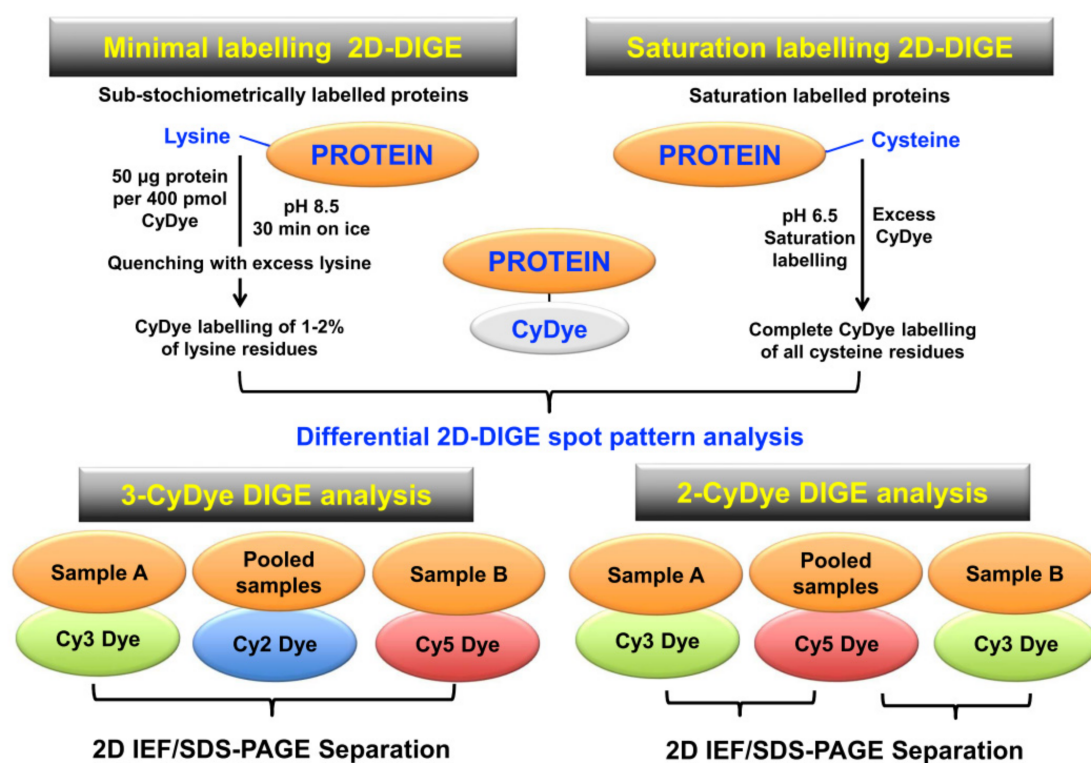 Minimal labelling 2D-DIGE
Saturation labelling 2D-DIGE
Sub-stochiometrically labelled proteins
Saturation labelled proteins
Lysine
PROTEIN
50 µg protein
per 400 pmol
CyDye
pH 8.5
30 min on ice
Quenching with excess lysine
CyDye labelling of 1-2%
of lysine residues
PROTEIN
CyDye
PROTEIN
Cysteine
pH 6.5
Saturation
labelling
Excess
CyDye
Complete CyDye labelling
of all cysteine residues
Differential 2D-DIGE spot pattern analysis
3-CyDye DIGE analysis
Sample A
Pooled
samples
Sample B
Cy3 Dye
Cy2 Dye
Cy5 Dye
2D IEF/SDS-PAGE Separation
2-CyDye DIGE analysis
Sample A
Pooled
samples
Sample B
Cy3 Dye
Cy5 Dye
Cy3 Dye
2D IEF/SDS-PAGE Separation